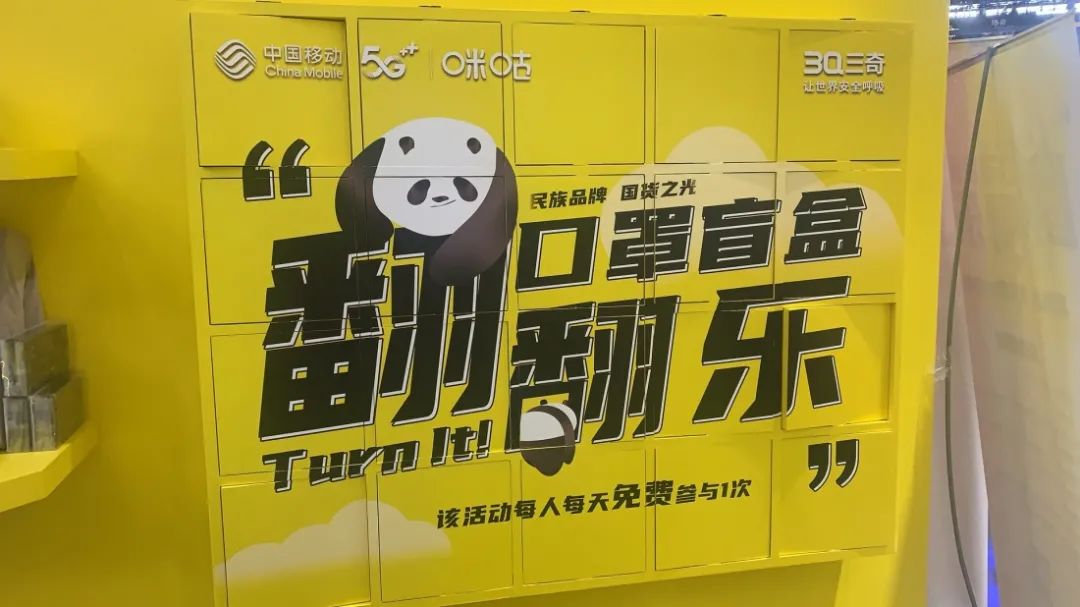 中国移动 China Mobile 5G++ 咪咕
3Q三奇
让世界安全呼吸
民族品牌 国货之光
口罩盲盒
翻翻乐
Turn It!
该活动每人每天免费参与1次